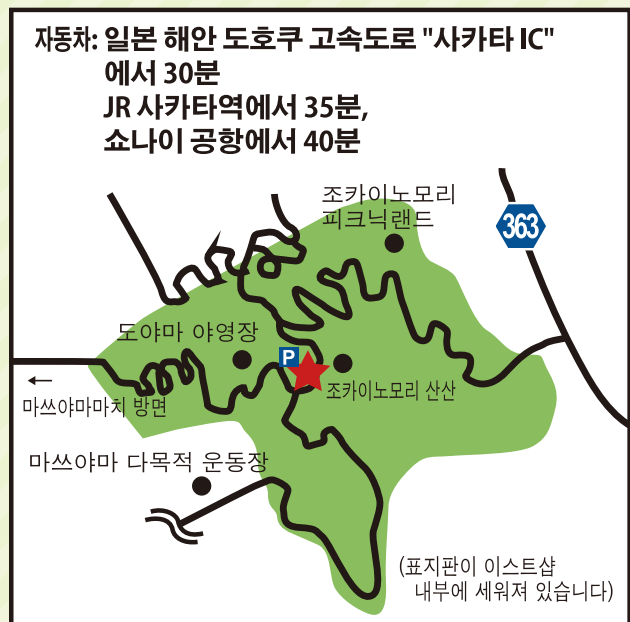 자동차: 일본 해안 도호쿠 고속도로 "사카타 IC"
에서 30분
JR 사카타역에서 35분,
쇼나이 공항에서 40분
조카이노모리
피크닉랜드
363
도야마 야영장
P
조카이노모리 산산
←
마쓰야마마치 방면
마쓰야마 다목적 운동장
(표지판이 이스트샵
내부에 세워져 있습니다)